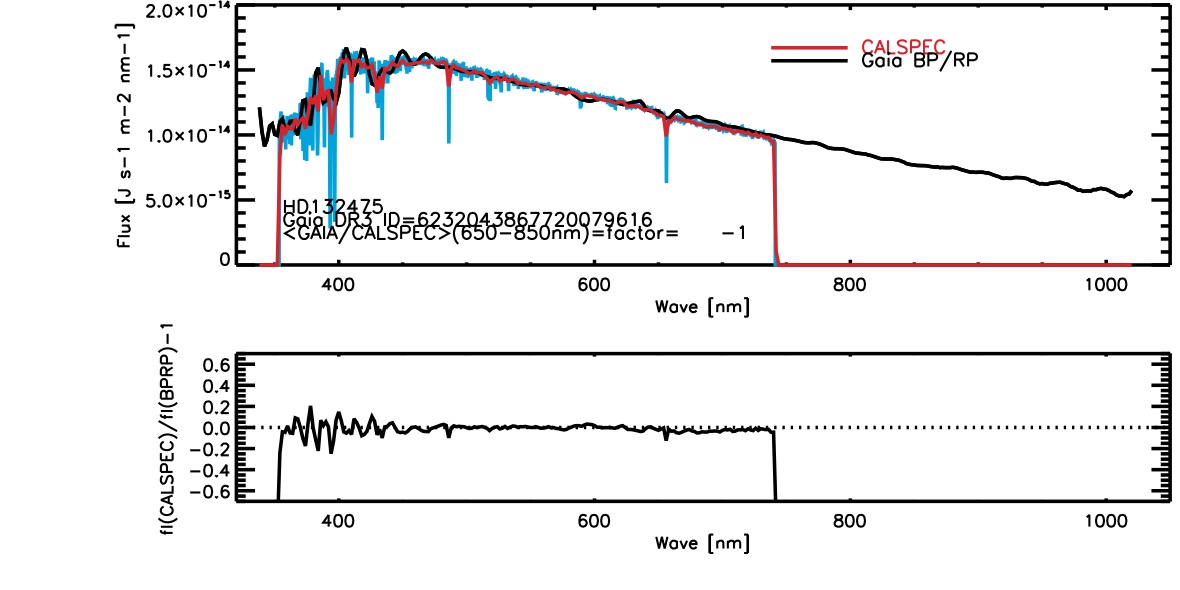 2.0×10−14
1.5×10−14
1.0×10−14
5.0×10−15
0
Flux [J s−1 m−2 nm−1]
CALSPEC
Gaia BP/RP
HD132475
Gaia DR3 ID=6232043867720079616
<GAIA/CALSPEC>(650−850nm)=factor= −1
400 600 800 1000
Wave [nm]
fl(CALSPEC)/fl(BPRP)−1
0.6
0.4
0.2
0.0
−0.2
−0.4
−0.6
400 600 800 1000
Wave [nm]